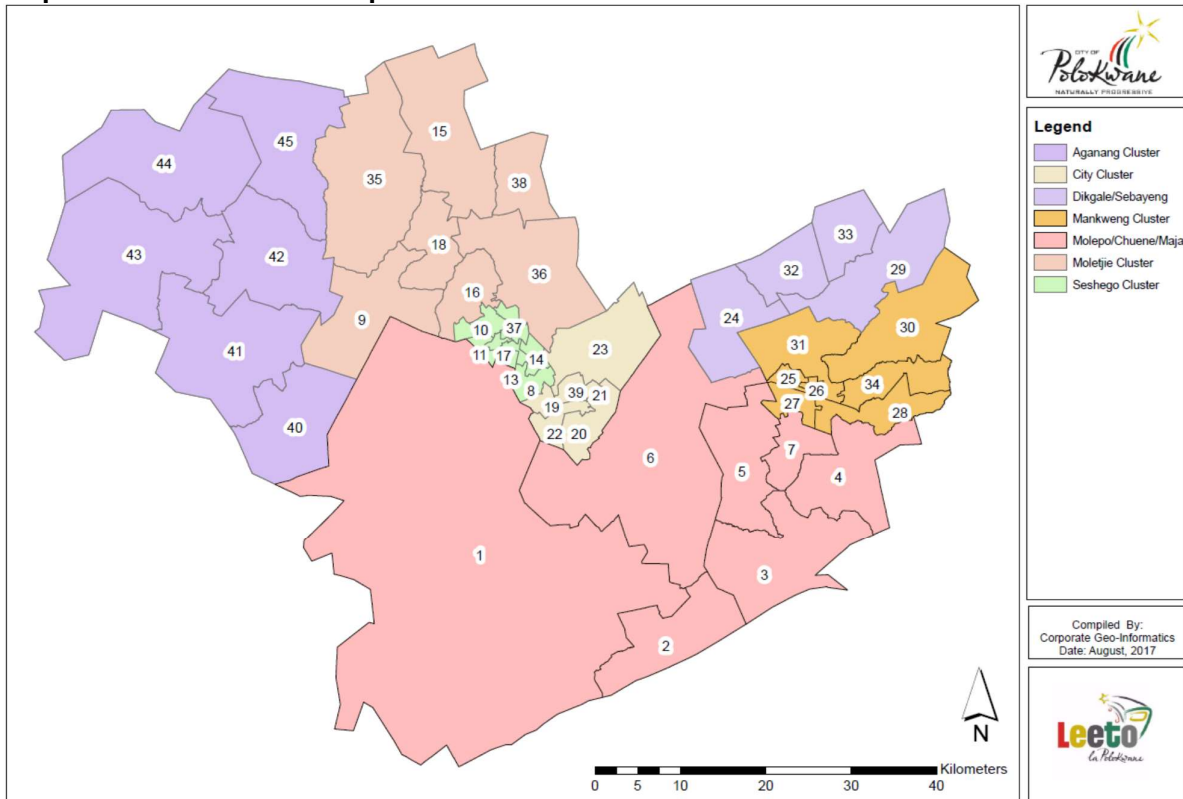 44
45
35
15
38
43
42
18
36
33
32
29
16
9
24
30
10
37
23
31
41
11
17
14
25
34
13
8
39
21
26
27
28
19
40
22
20
6
5
7
4
1
3
2
N
Kilometers
0 5 10 20 30 40
CITY OF
Polokwane
NATURALLY PROGRESSIVE
Legend
Aganang Cluster
City Cluster
Dikgale/Sebayeng
Mankweng Cluster
Molepo/Chuene/Maja
Moletjie Cluster
Seshego Cluster
Compiled By:
Corporate Geo-Informatics
Date: August, 2017
Leeto
la Polokwane